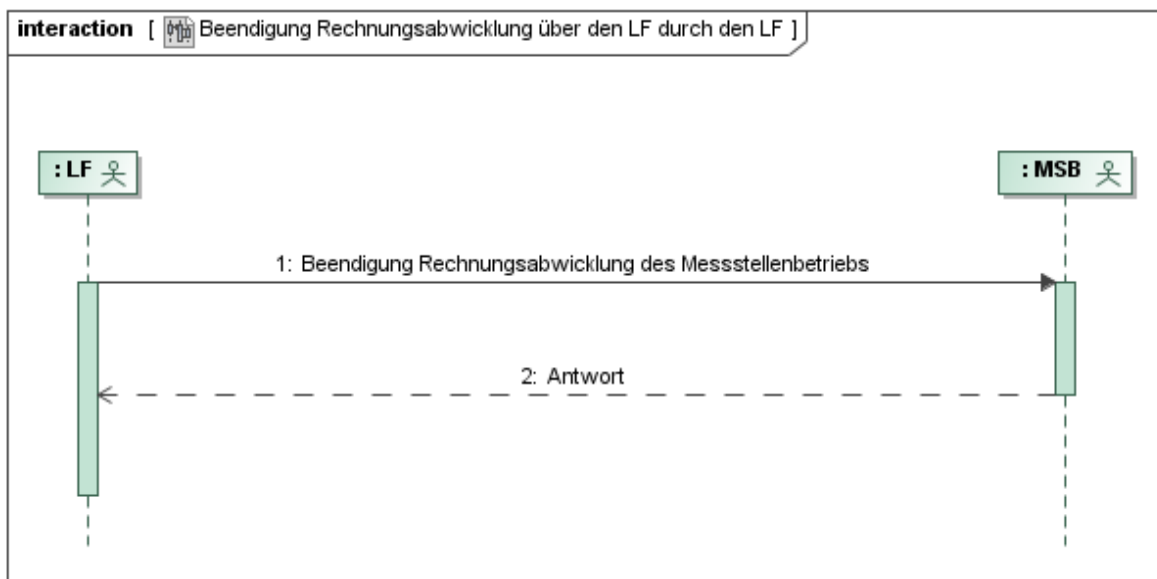 interaction [ Beendigung Rechnungsabwicklung über den LF durch den LF ]
: LF
: MSB
1: Beendigung Rechnungsabwicklung des Messstellenbetriebs
2: Antwort